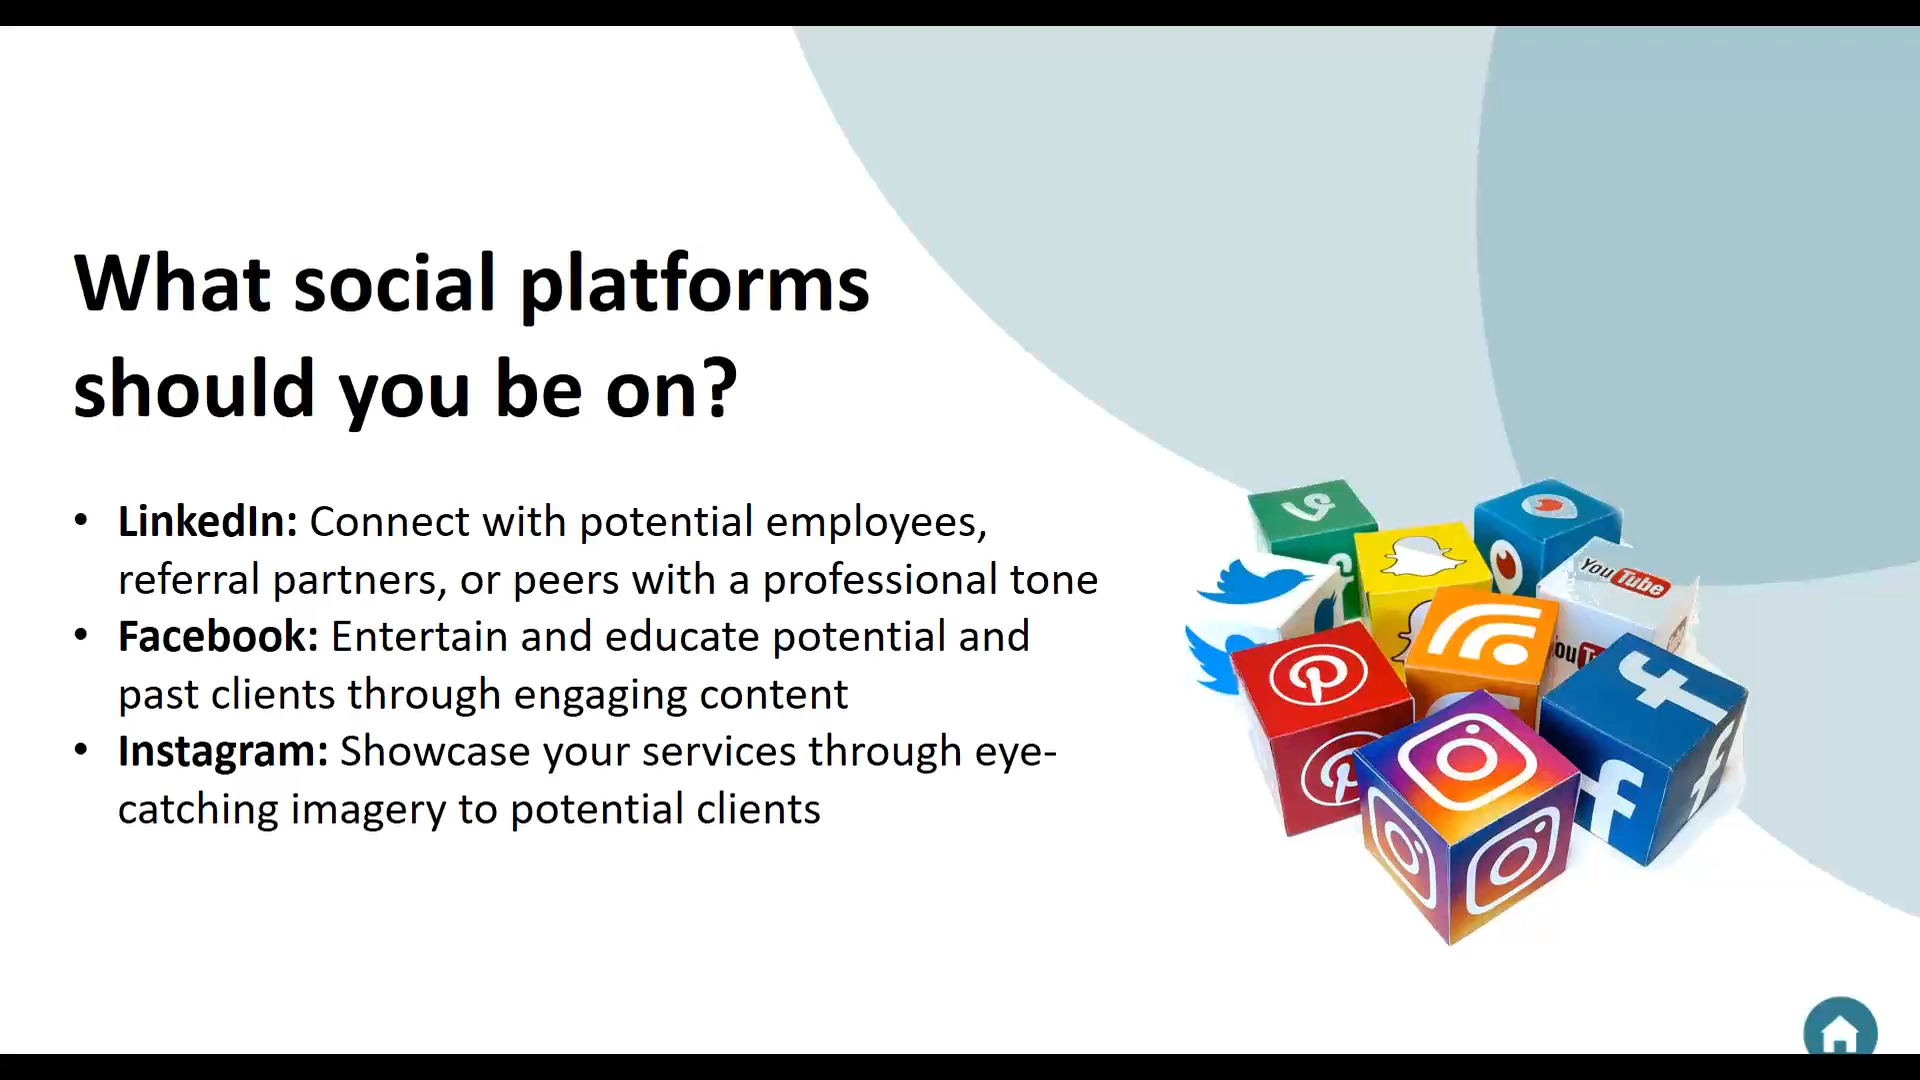 What social platforms
should you be on?
• LinkedIn: Connect with potential employees,
referral partners, or peers with a professional tone
• Facebook: Entertain and educate potential and
past clients through engaging content
• Instagram: Showcase your services through eye-
catching imagery to potential clients
YouTube